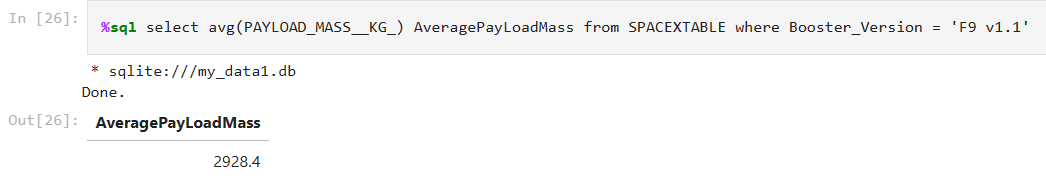 In [26]: %sql select avg(PAYLOAD_MASS__KG_) AveragePayLoadMass from SPACEXTABLE where Booster_Version = 'F9 v1.1'
* sqlite:///my_data1.db
Done.
Out[26]: AveragePayLoadMass
2928.4